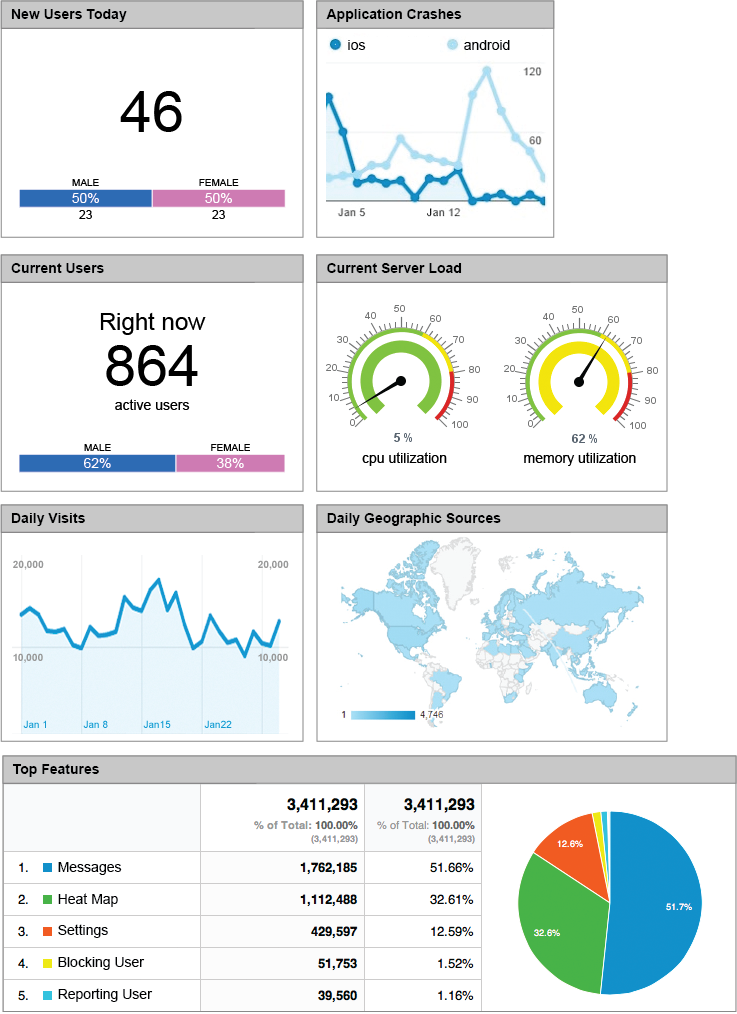 New Users Today
46
MALE FEMALE
50% 50%
23 23
Application Crashes
ios android
120
60
Jan 5 Jan 12
Current Users
Right now
864
active users
MALE FEMALE
62% 38%
Current Server Load
0 10 20 30 40 50 60 70 80 90 100
5 %
cpu utilization
0 10 20 30 40 50 60 70 80 90 100
62 %
memory utilization
Daily Visits
20,000 20,000
10,000 10,000
Jan 1 Jan 8 Jan15 Jan22
Daily Geographic Sources
1 4,746
Top Features
3,411,293 3,411,293
% of Total: 100.00% % of Total: 100.00%
(3,411,293) (3,411,293)
1. Messages 1,762,185 51.66%
2. Heat Map 1,112,488 32.61%
3. Settings 429,597 12.59%
4. Blocking User 51,753 1.52%
5. Reporting User 39,560 1.16%
12.6%
51.7%
32.6%